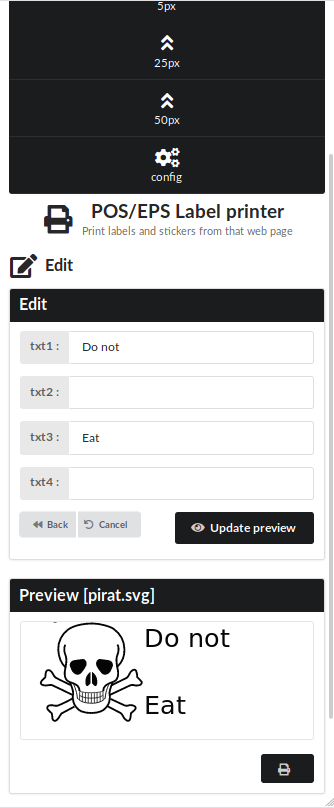 5px
25px
50px
config
POS/EPS Label printer
Print labels and stickers from that web page
Edit
Edit
txt1 : Do not
txt2 :
txt3 : Eat
txt4 :
Back Cancel Update preview
Preview [pirat.svg]
Do not
Eat